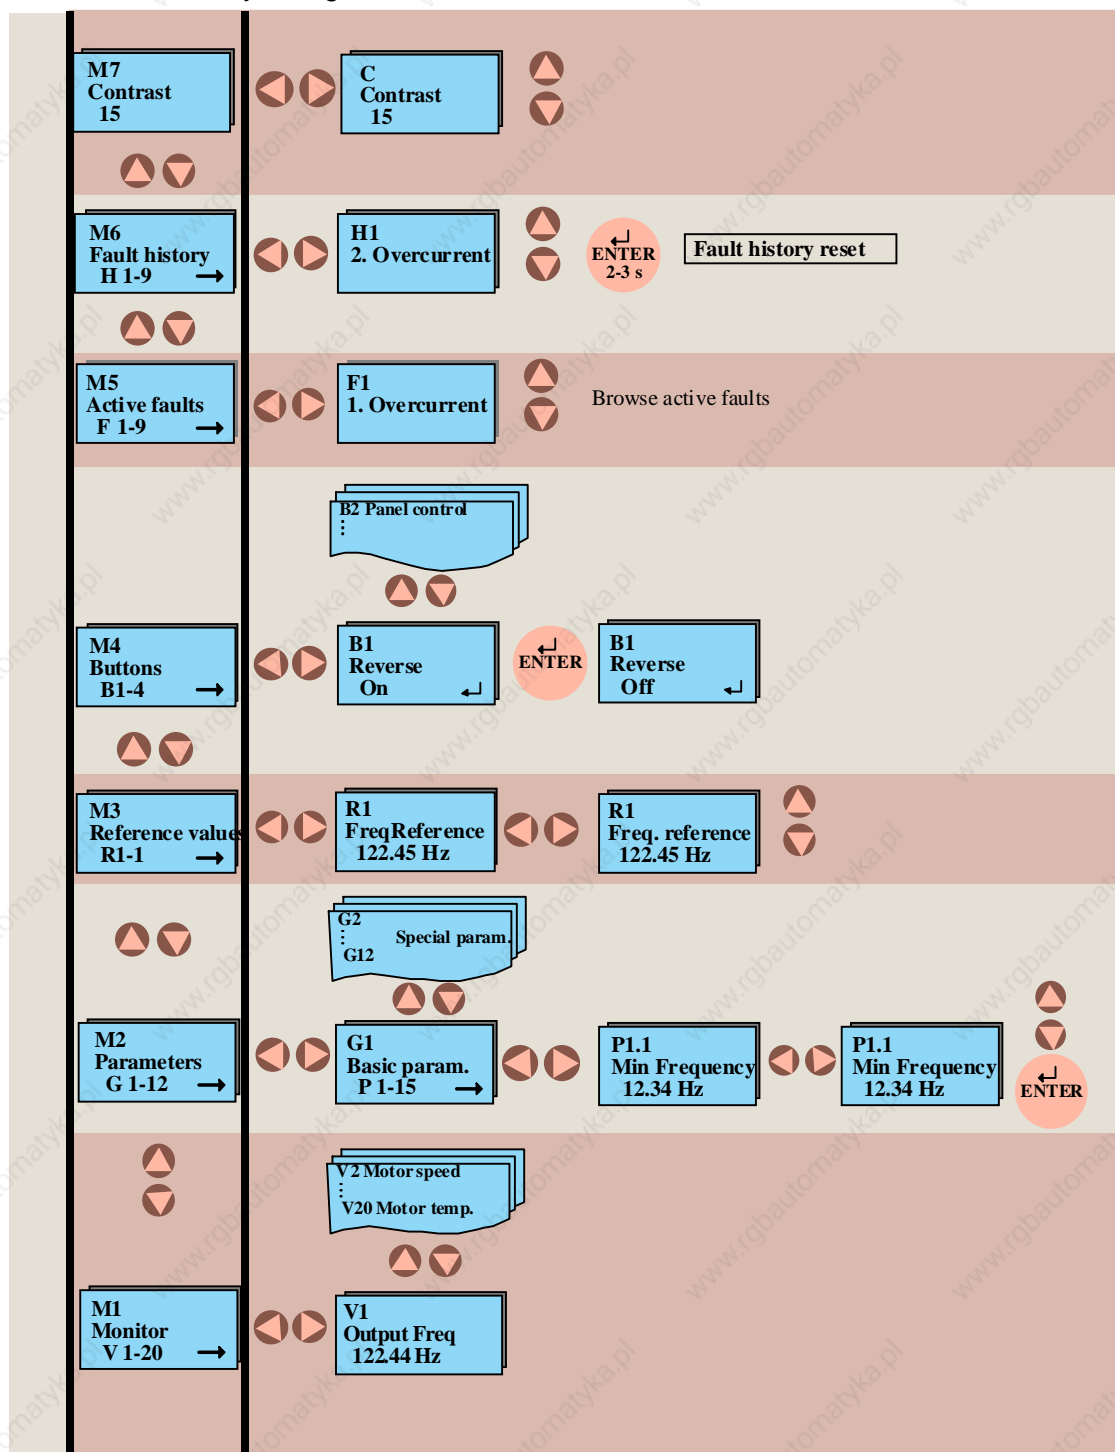 M7
Contrast
15
C
Contrast
15
M6
Fault history
H 1-9
H1
2. Overcurrent
ENTER
2-3 s
Fault history reset
M5
Active faults
F 1-9
F1
1. Overcurrent
Browse active faults
B2 Panel control
M4
Buttons
B1-4
B1
Reverse
On
ENTER
B1
Reverse
Off
M3
Reference values
R1-1
R1
FreqReference
122.45 Hz
R1
Freq. reference
122.45 Hz
G2
Special param.
G12
M2
Parameters
G 1-12
G1
Basic param.
P 1-15
P1.1
Min Frequency
12.34 Hz
P1.1
Min Frequency
12.34 Hz
ENTER
V2 Motor speed
V20 Motor temp.
M1
Monitor
V 1-20
V1
Output Freq
122.44 Hz
www.rgbautomatyka.pl